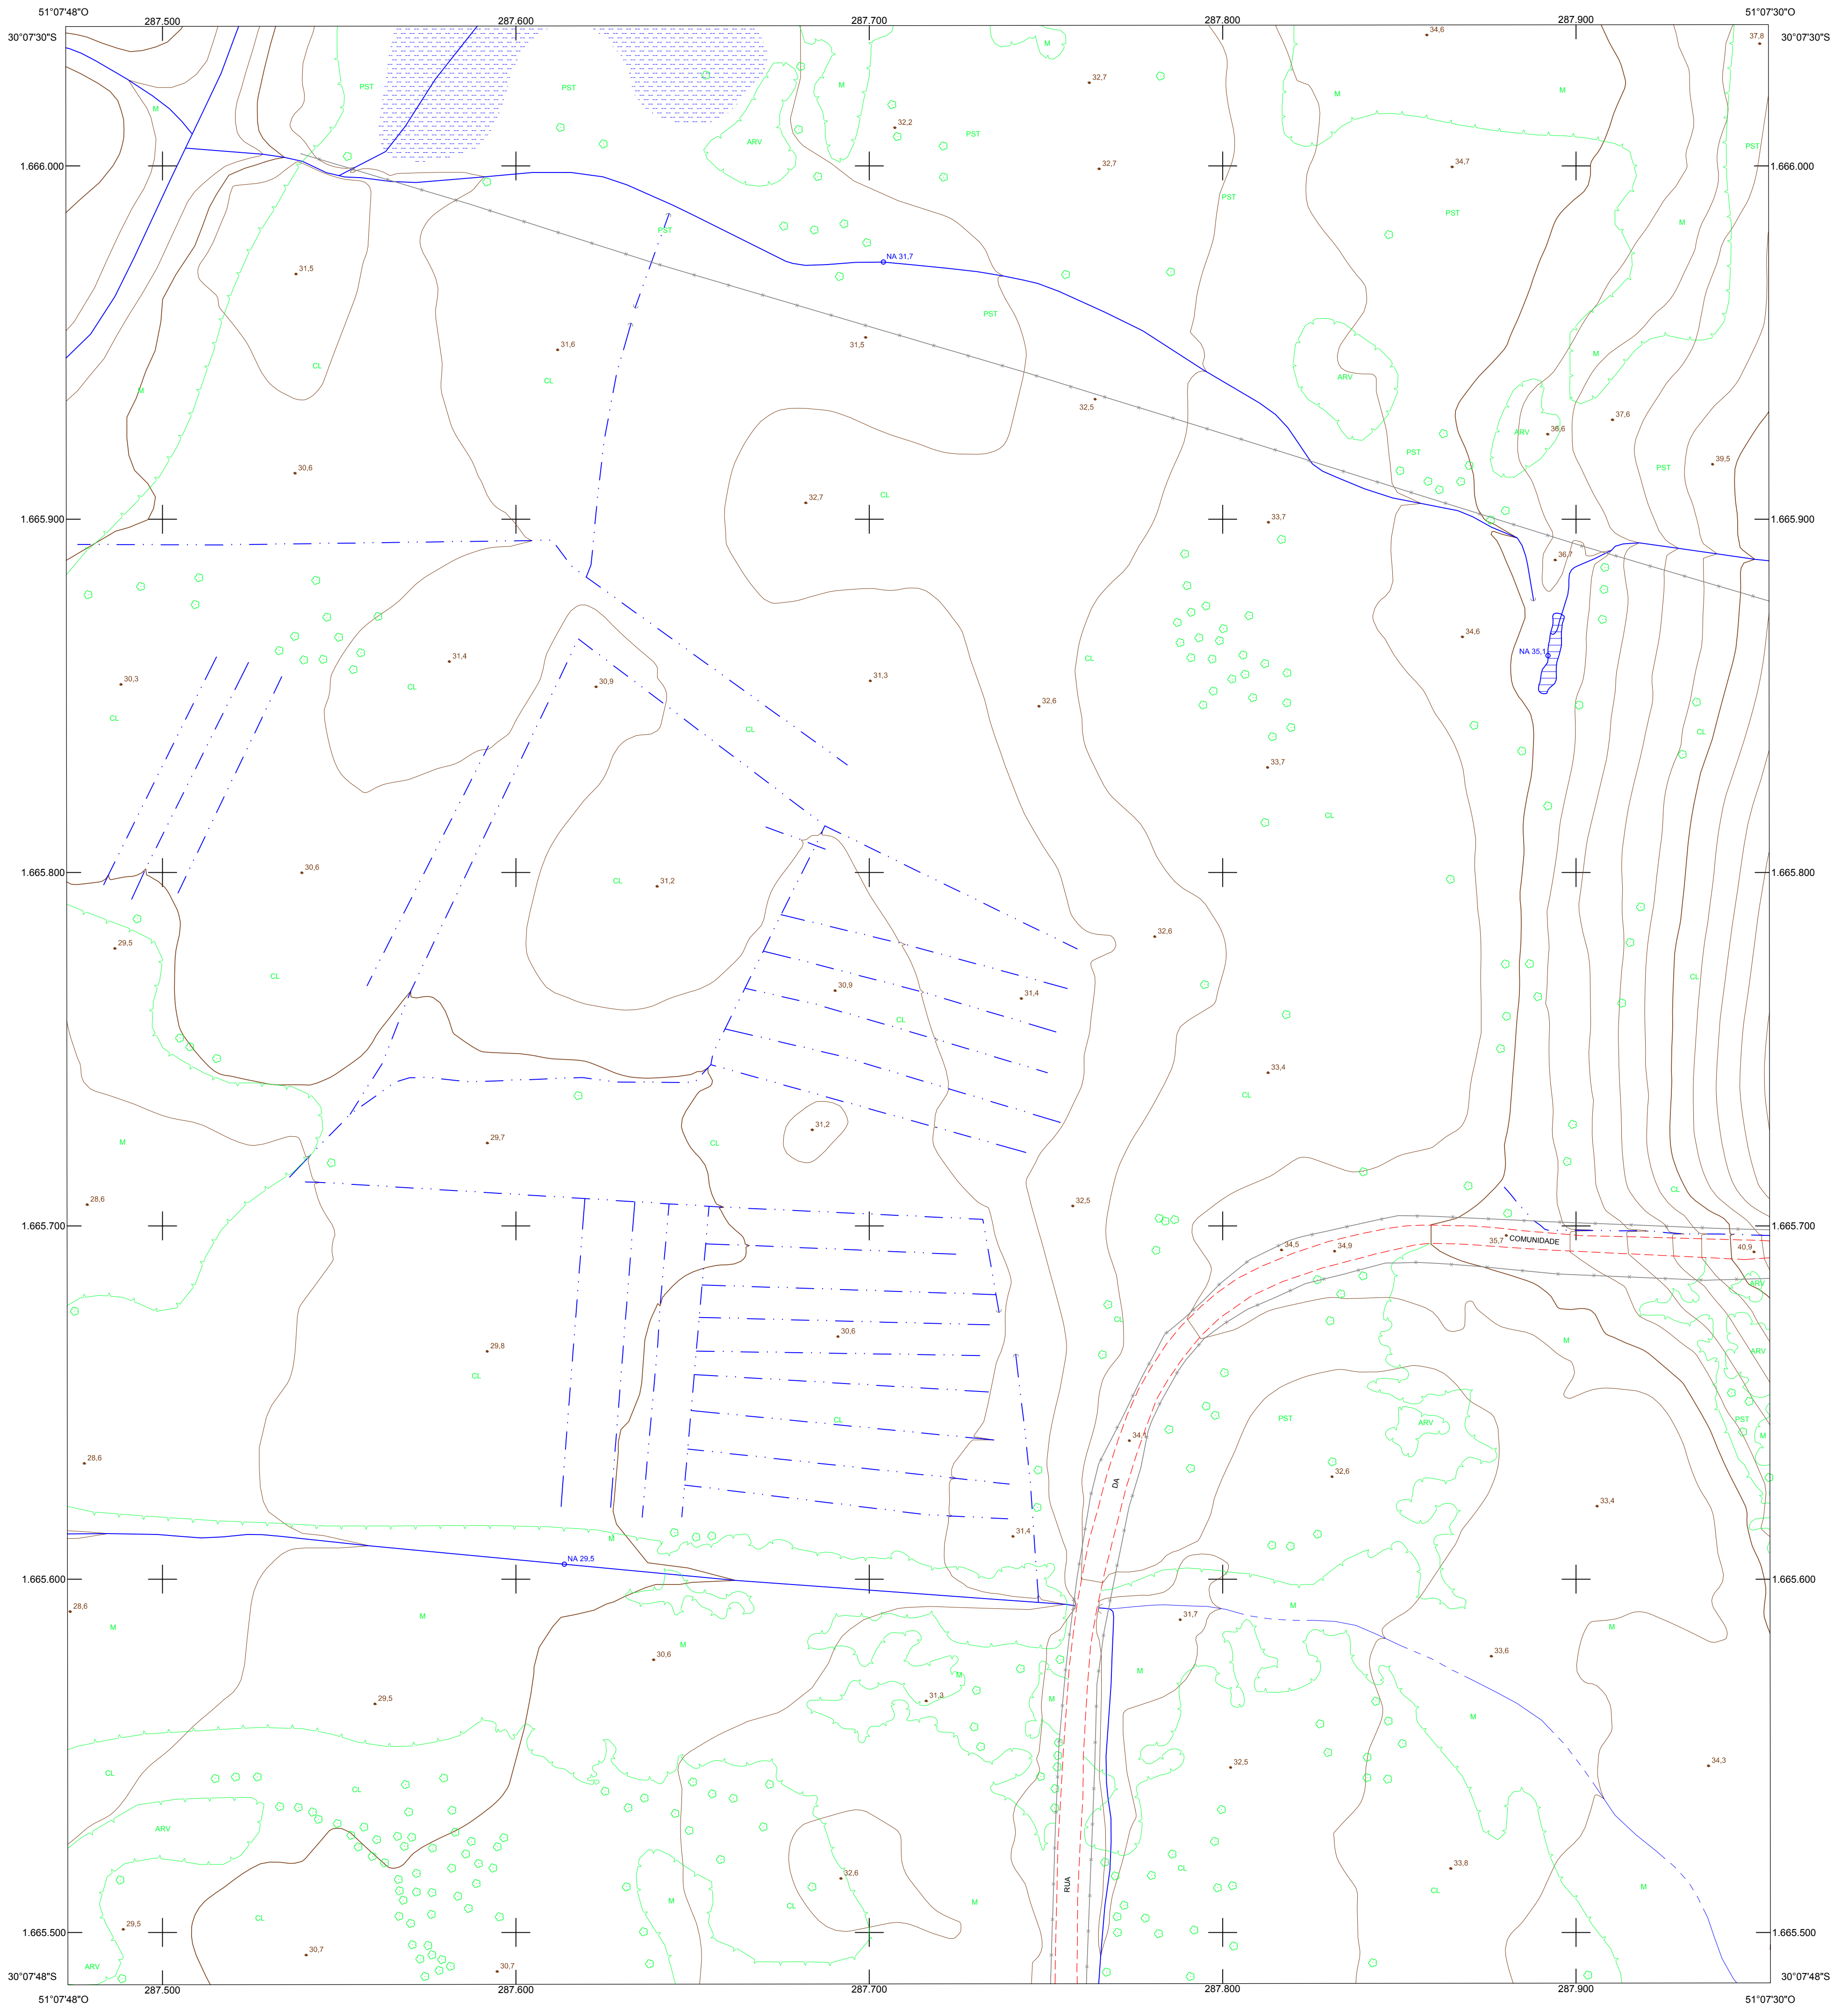 51°07'48"O 287.500 287.600 287.700 287.800 287.900 51°07'30"O
30°07'30"S 34,6 37,8 30°07'30"S
M
32,7
PST PST M M M
M
32,2 PST
ARV PST
1.666.000 32,7 34,7 1.666.000
PST
PST M
PST
NA 31,7
31,5
PST
31,6 31,5
CL
CL ARV
M
32,5
37,6
36,6 ARV
PST
30,6 PST 39,5
32,7 CL
1.665.900 33,7 1.665.900
36,7
34,6
NA 35,1
31,4 CL
30,3 CL 30,9 31,3
32,6
CL CL CL
33,7
CL
1.665.800 30,6 CL 31,2 1.665.800
32,6
29,5
CL CL
30,9 31,4
CL
33,4
CL
31,2
M 29,7 CL
CL
28,6 32,5
1.665.700 1.665.700
34,5 34,9 35,7 COMUNIDADE 40,9
ARV
CL
30,6 M
29,8 ARV
CL
CL PST ARV PST
34,1 M
28,6 32,6
DA
33,4
31,4
M
NA 29,5
1.665.600 1.665.600
28,6 M
M 31,7
M M
M
30,6 33,6
M M
29,5 31,3 M
M
32,5 34,3
CL
CL
ARV
33,8
CL
32,6
RUA
M M CL M
CL CL
29,5
1.665.500 1.665.500
30,7
ARV 30,7
30°07'48"S 30°07'48"S
51°07'48"O 287.500 287.600 287.700 287.800 287.900 51°07'30"O